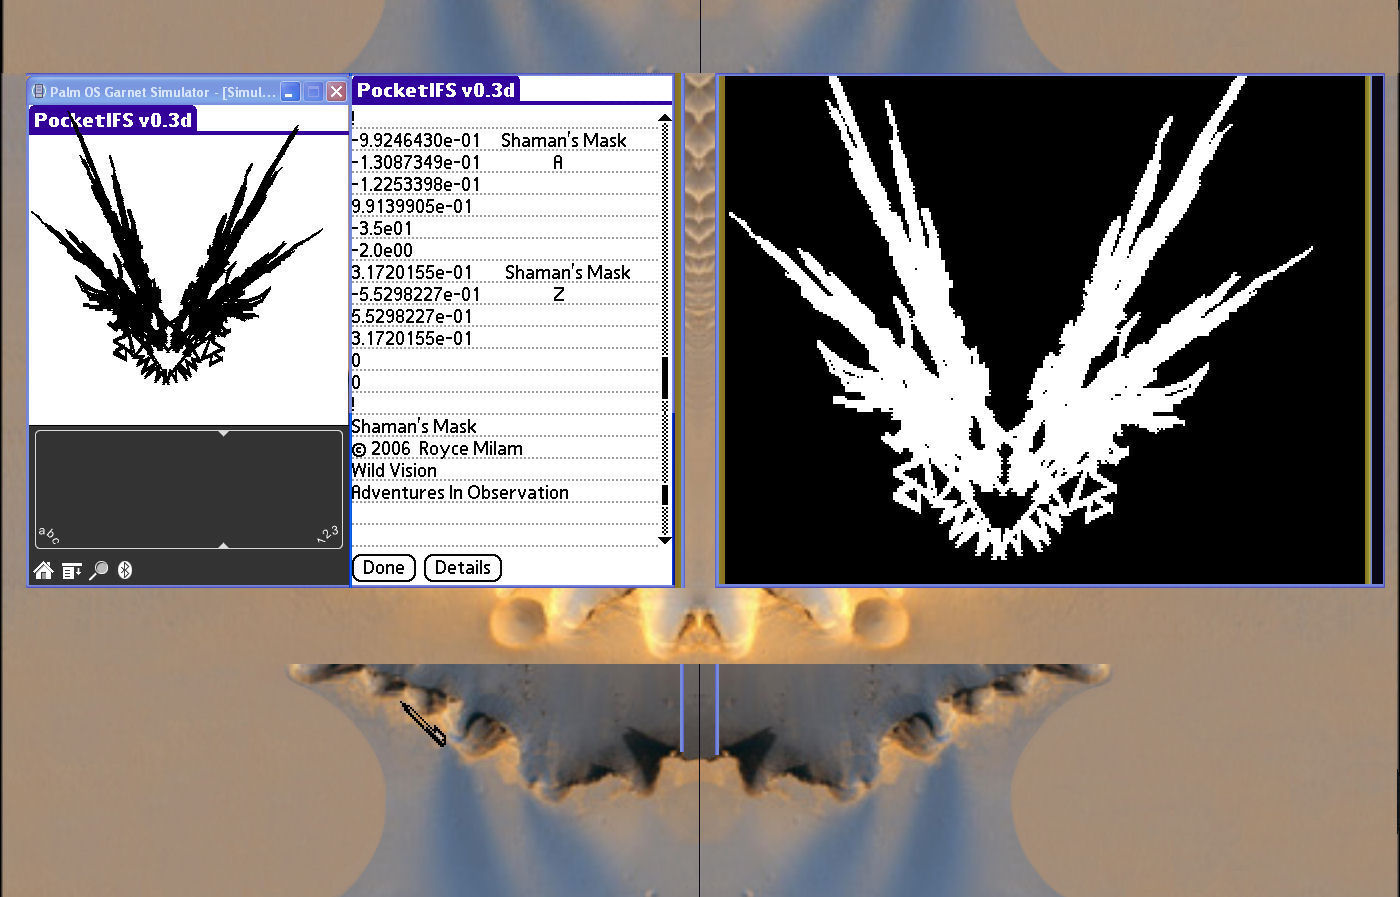 Palm OS Garnet Simulator - [Simul...
PocketIFS v0.3d
abc
123
PocketIFS v0.3d
!
-9.9246430e-01 Shaman's Mask
-1.3087349e-01 A
-1.2253398e-01
9.9139905e-01
-3.5e01
-2.0e00
3.1720155e-01 Shaman's Mask
-5.5298227e-01 Z
5.5298227e-01
3.1720155e-01
0
0
!
Shaman's Mask
© 2006 Royce Milam
Wild Vision
Adventures In Observation
Done Details